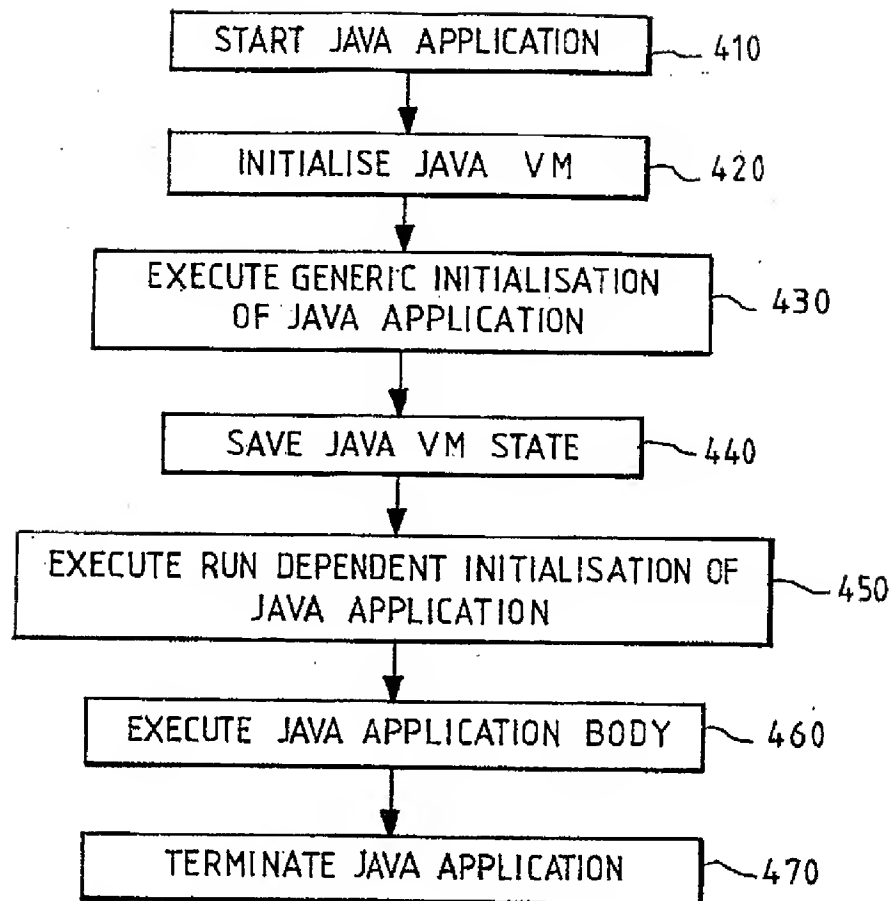 START JAVA APPLICATION
410
INITIALISE JAVA VM
420
EXECUTE GENERIC INITIALISATION
OF JAVA APPLICATION
430
SAVE JAVA VM STATE
440
EXECUTE RUN DEPENDENT INITIALISATION OF
JAVA APPLICATION
450
EXECUTE JAVA APPLICATION BODY
460
TERMINATE JAVA APPLICATION
470